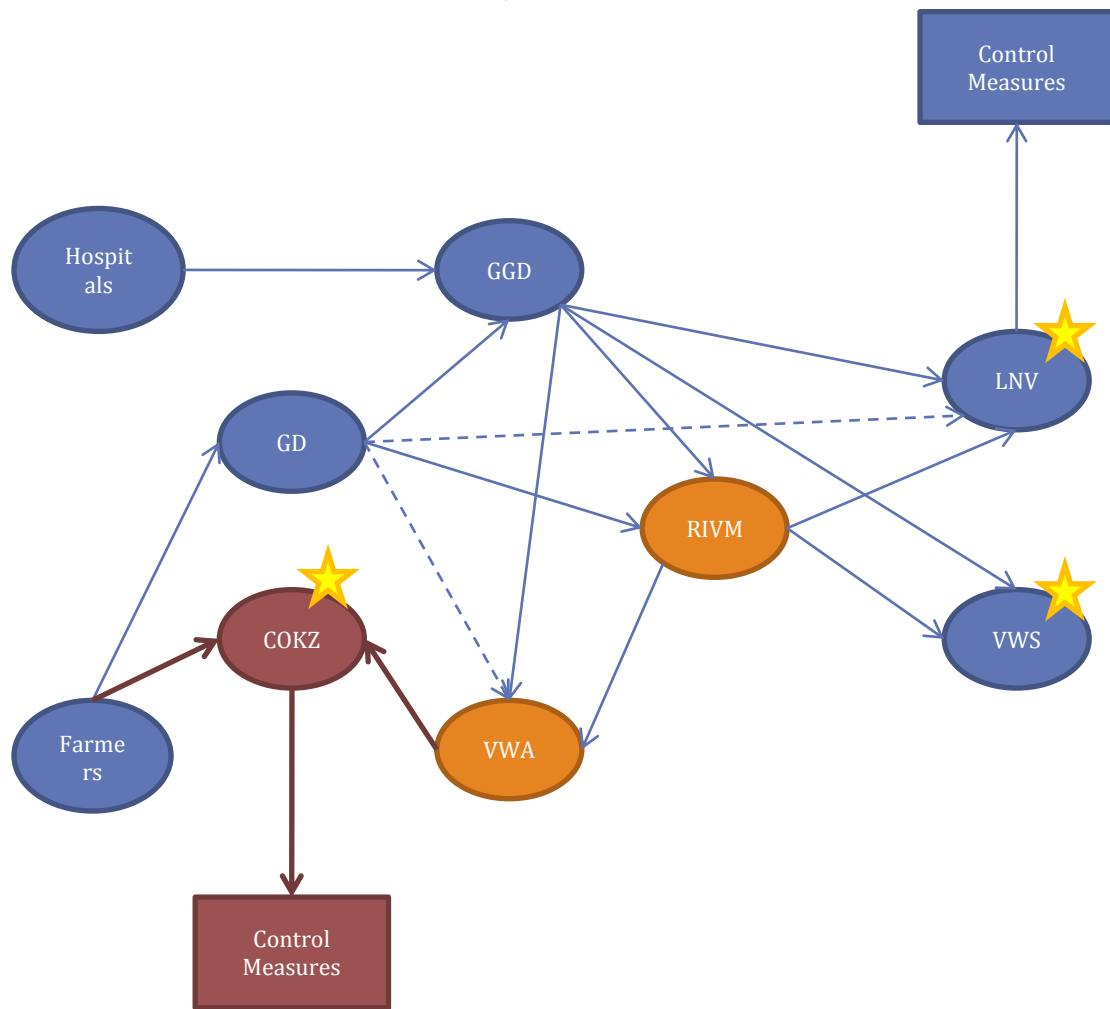 Control
Measures
Hospit
als
GGD
LNV
GD
RIVM
COKZ
VWS
Farme
rs
VWA
Control
Measures